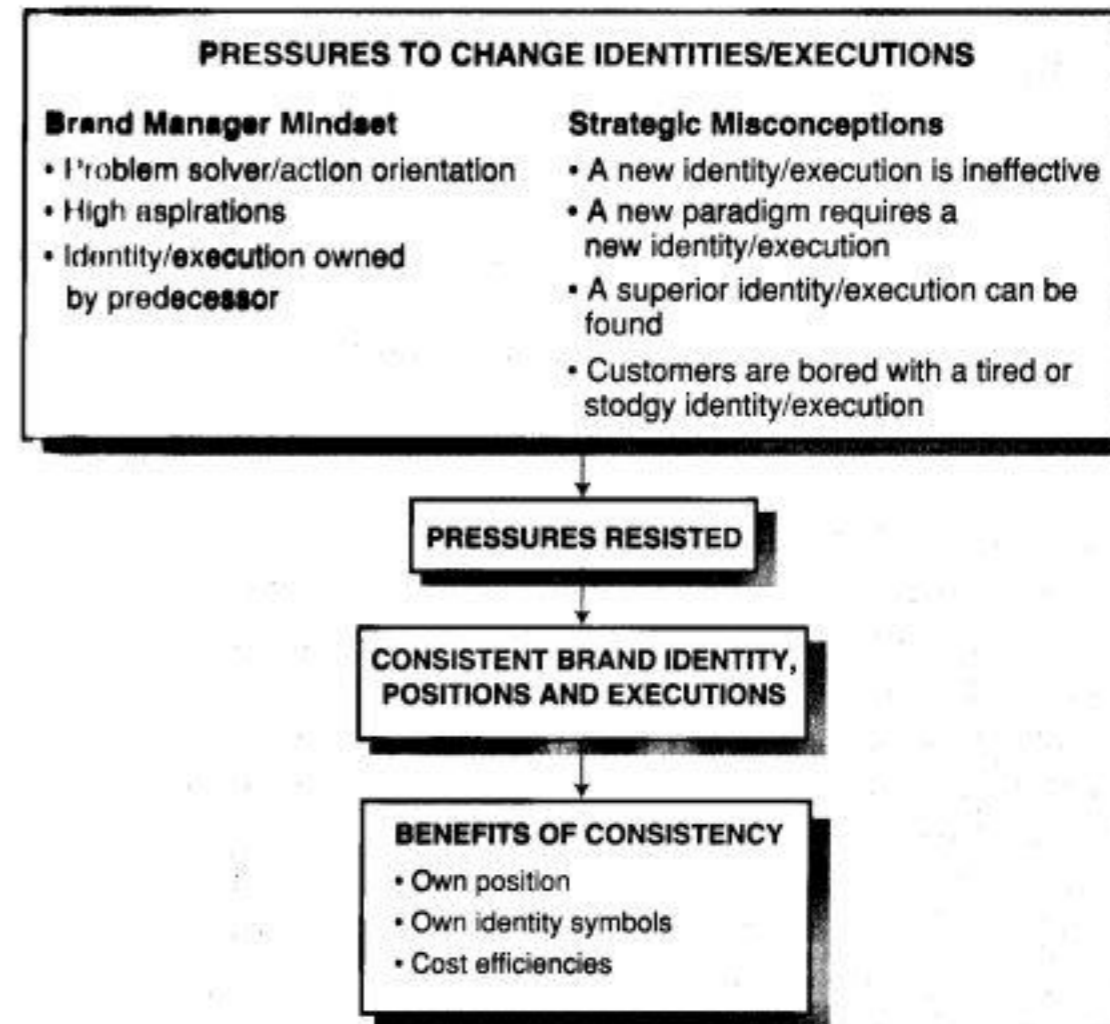 PRESSURES TO CHANGE IDENTITIES/EXECUTIONS
Brand Manager Mindset
• Problem solver/action orientation
• High aspirations
• Identity/execution owned
by predecessor
Strategic Misconceptions
• A new identity/execution is ineffective
• A new paradigm requires a
new identity/execution
• A superior identity/execution can be
found
• Customers are bored with a tired or
stodgy identity/execution
PRESSURES RESISTED
CONSISTENT BRAND IDENTITY,
POSITIONS AND EXECUTIONS
BENEFITS OF CONSISTENCY
• Own position
• Own identity symbols
• Cost efficiencies